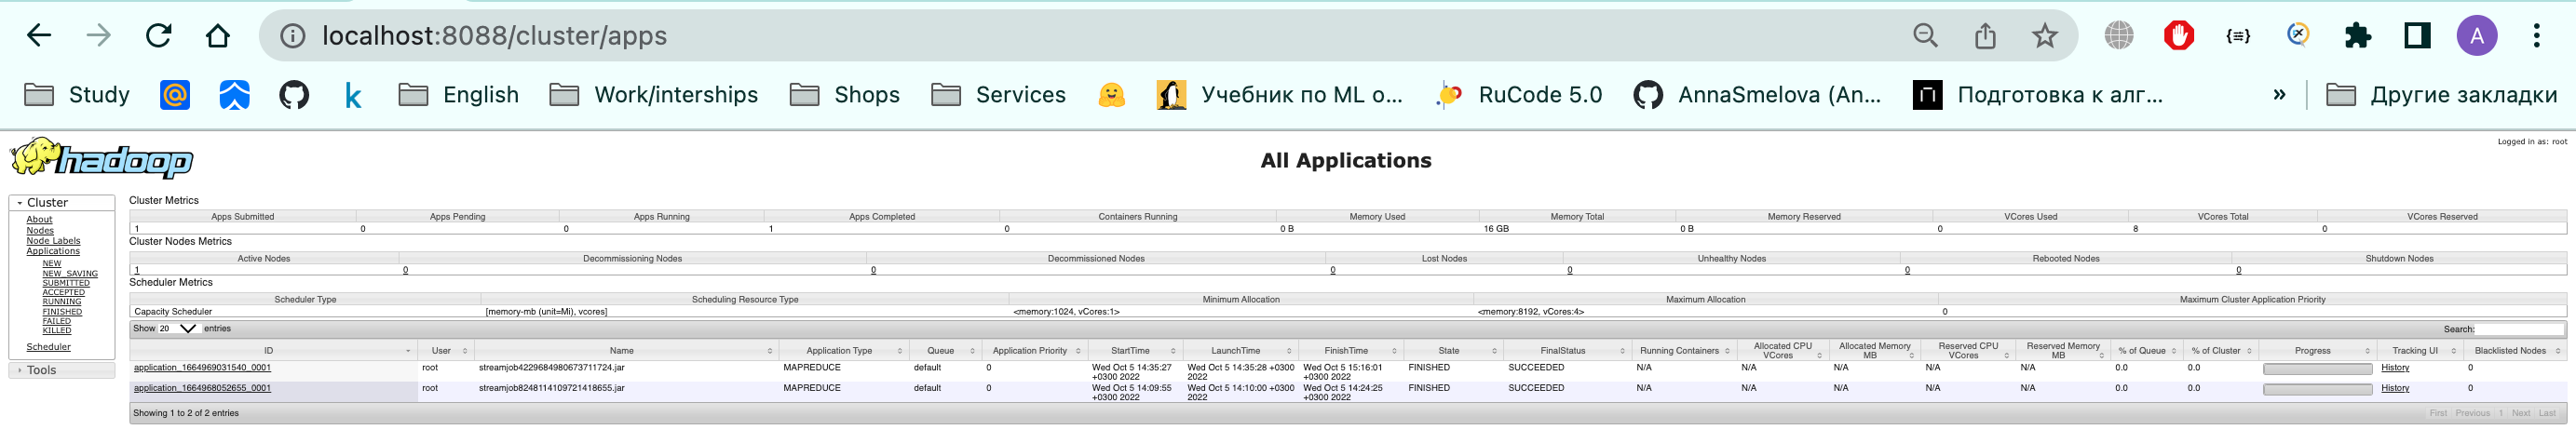 localhost:8088/cluster/apps
A
Study
English
Work/interships
Shops
Services
Учебник по ML о...
RuCode 5.0
AnnaSmelova (An...
Подготовка к алг...
»
Другие закладки
hadoop
All Applications
Logged in as: root
Cluster
About
Nodes
Node Labels
Applications
NEW
NEW_SAVING
SUBMITTED
ACCEPTED
RUNNING
FINISHED
FAILED
KILLED
Scheduler
Tools
Cluster Metrics
Apps Submitted Apps Pending Apps Running Apps Completed Containers Running Memory Used Memory Total Memory Reserved VCores Used VCores Total VCores Reserved
1 0 0 1 0 0 B 16 GB 0 B 0 8 0
Cluster Nodes Metrics
Active Nodes Decommissioning Nodes Decommissioned Nodes Lost Nodes Unhealthy Nodes Rebooted Nodes Shutdown Nodes
1 0 0 0 0 0 0
Scheduler Metrics
Scheduler Type Scheduling Resource Type Minimum Allocation Maximum Allocation Maximum Cluster Application Priority
Capacity Scheduler [memory-mb (unit=Mi), vcores] <memory:1024, vCores:1> <memory:8192, vCores:4> 0
Show 20 entries Search:
ID User Name Application Type Queue Application Priority StartTime LaunchTime FinishTime State FinalStatus Running Containers Allocated CPU VCores Allocated Memory MB Reserved CPU VCores Reserved Memory MB % of Queue % of Cluster Progress Tracking UI Blacklisted Nodes
application_1664969031540_0001 root streamjob4229684980673711724.jar MAPREDUCE default 0 Wed Oct 5 14:35:27 +0300 2022 Wed Oct 5 14:35:28 +0300 2022 Wed Oct 5 15:16:01 +0300 2022 FINISHED SUCCEEDED N/A N/A N/A N/A N/A 0.0 0.0 History 0
application_1664968052655_0001 root streamjob8248114109721418655.jar MAPREDUCE default 0 Wed Oct 5 14:09:55 +0300 2022 Wed Oct 5 14:10:00 +0300 2022 Wed Oct 5 14:24:25 +0300 2022 FINISHED SUCCEEDED N/A N/A N/A N/A N/A 0.0 0.0 History 0
Showing 1 to 2 of 2 entries First Previous 1 Next Last